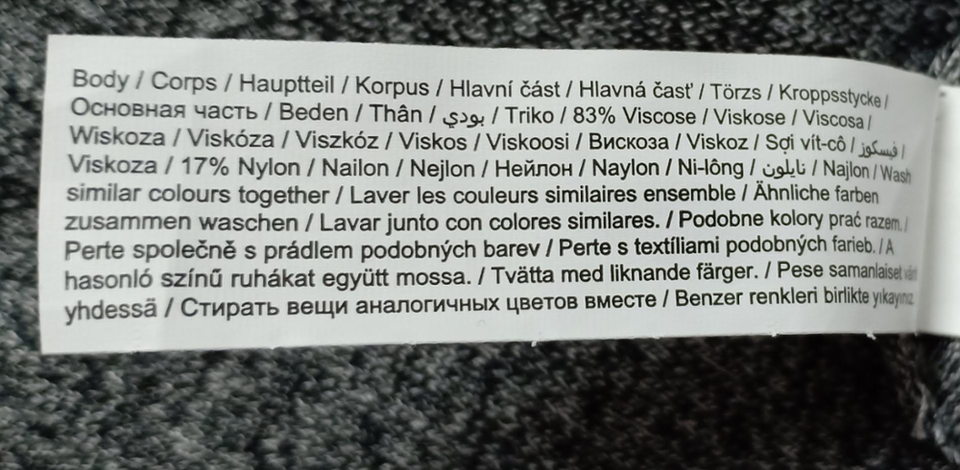 Body / Corps / Hauptteil / Korpus / Hlavní část / Hlavná časť / Törzs / Kroppsstycke /
Основная часть / Beden / Thân / بودي / Triko / 83% Viscose / Viskose / Viscosa /
Wiskoza / Viskóza / Viszkóz / Viskos / Viskoosi / Вискоза / Viskoz / Sợi vít-cô / فيسكوز /
Viskoza / 17% Nylon / Nailon / Nejlon / Нейлон / Naylon / Ni-lông / نايلون / Najlon / Wash
similar colours together / Laver les couleurs similaires ensemble / Ähnliche farben
zusammen waschen / Lavar junto con colores similares. / Podobne kolory prać razem. /
Perte společně s prádlem podobných barev / Perte s textíliami podobných farieb. / A
hasonló színű ruhákat együtt mossa. / Tvätta med liknande färger. / Pese samanlaiset värit
yhdessä / Стирать вещи аналогичных цветов вместе / Benzer renkleri birlikte yıkayınız